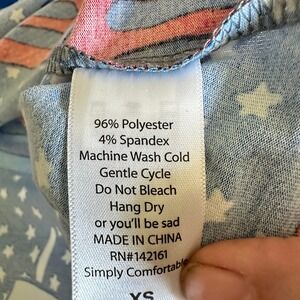 96% Polyester
4% Spandex
Machine Wash Cold
Gentle Cycle
Do Not Bleach
Hang Dry
or you'll be sad
MADE IN CHINA
RN#142161
Simply Comfortable
XS